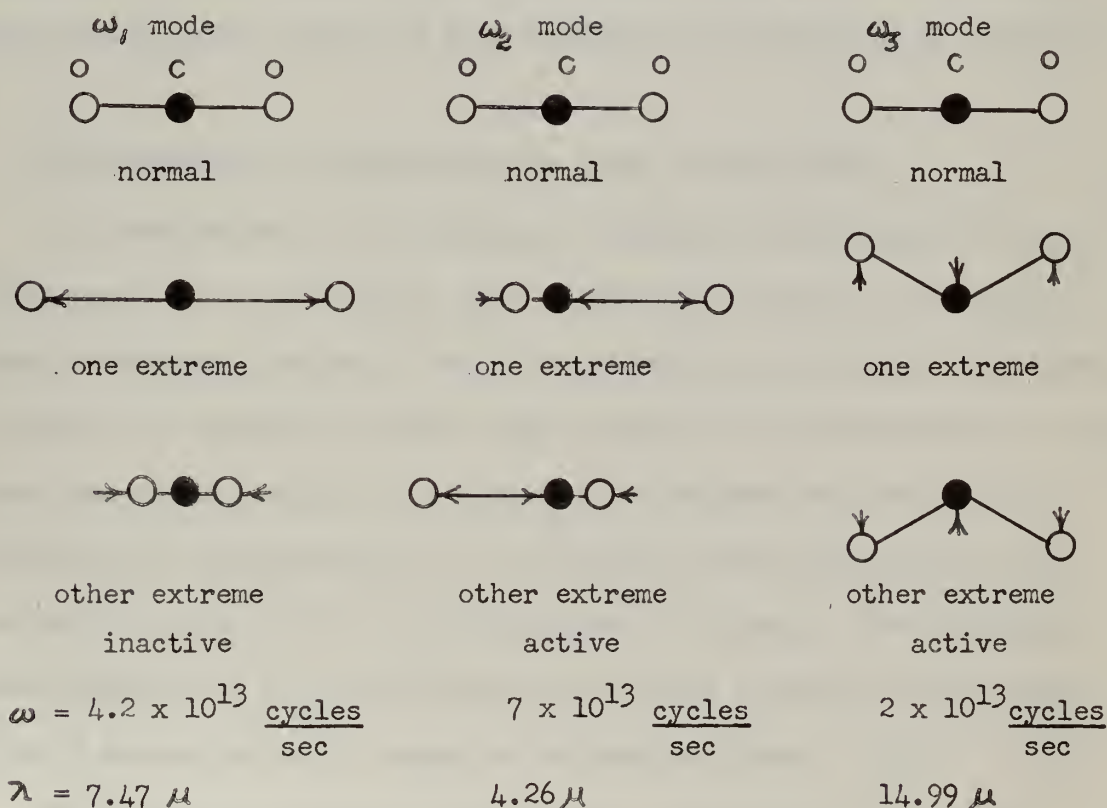 ω₁ mode ω₂ mode ω₃ mode
O C O O C O O C O
normal normal normal
one extreme one extreme one extreme
other extreme other extreme other extreme
inactive active active
ω = 4.2 x 10¹³ cycles/sec 7 x 10¹³ cycles/sec 2 x 10¹³ cycles/sec
λ = 7.47 μ 4.26 μ 14.99 μ